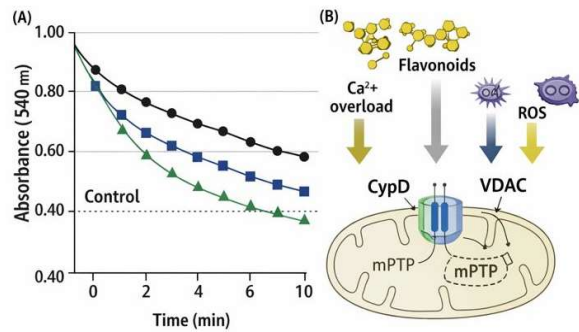 (A)
Absorbance (540 nm)
1.00
0.80
0.60
0.40
0.40
Control
0
2
4
6
8
10
Time (min)
(B)
Flavonoids
Ca²⁺
overload
ROS
CypD
VDAC
mPTP
mPTP